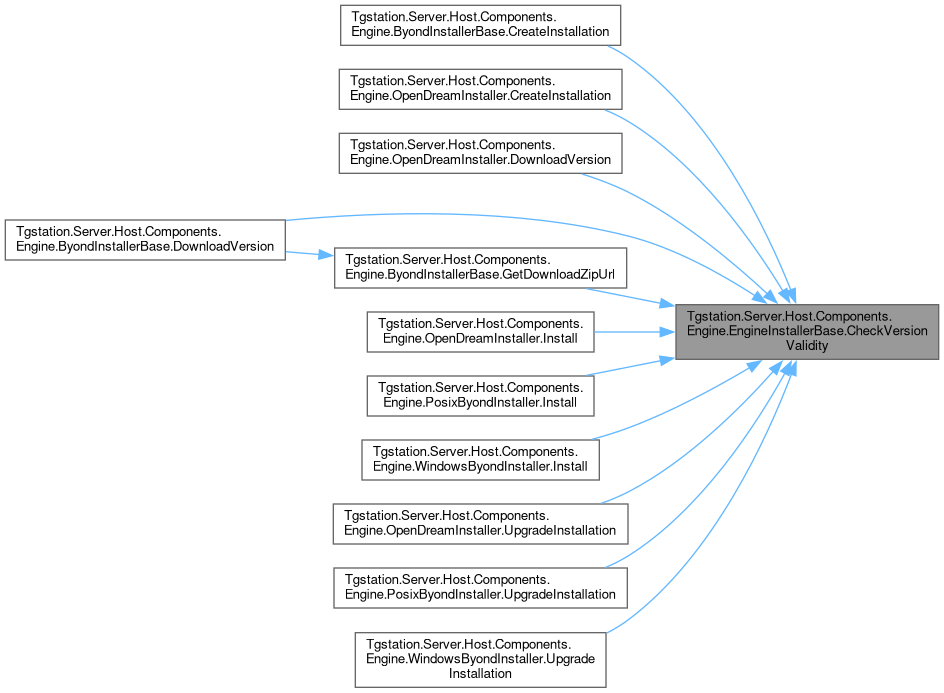 Tgstation.Server.Host.Components.
Engine.ByondInstallerBase.CreateInstallation
Tgstation.Server.Host.Components.
Engine.OpenDreamInstaller.CreateInstallation
Tgstation.Server.Host.Components.
Engine.OpenDreamInstaller.DownloadVersion
Tgstation.Server.Host.Components.
Engine.ByondInstallerBase.DownloadVersion
Tgstation.Server.Host.Components.
Engine.ByondInstallerBase.GetDownloadZipUrl
Tgstation.Server.Host.Components.
Engine.EngineInstallerBase.CheckVersion
Validity
Tgstation.Server.Host.Components.
Engine.OpenDreamInstaller.Install
Tgstation.Server.Host.Components.
Engine.PosixByondInstaller.Install
Tgstation.Server.Host.Components.
Engine.WindowsByondInstaller.Install
Tgstation.Server.Host.Components.
Engine.OpenDreamInstaller.UpgradeInstallation
Tgstation.Server.Host.Components.
Engine.PosixByondInstaller.UpgradeInstallation
Tgstation.Server.Host.Components.
Engine.WindowsByondInstaller.Upgrade
Installation